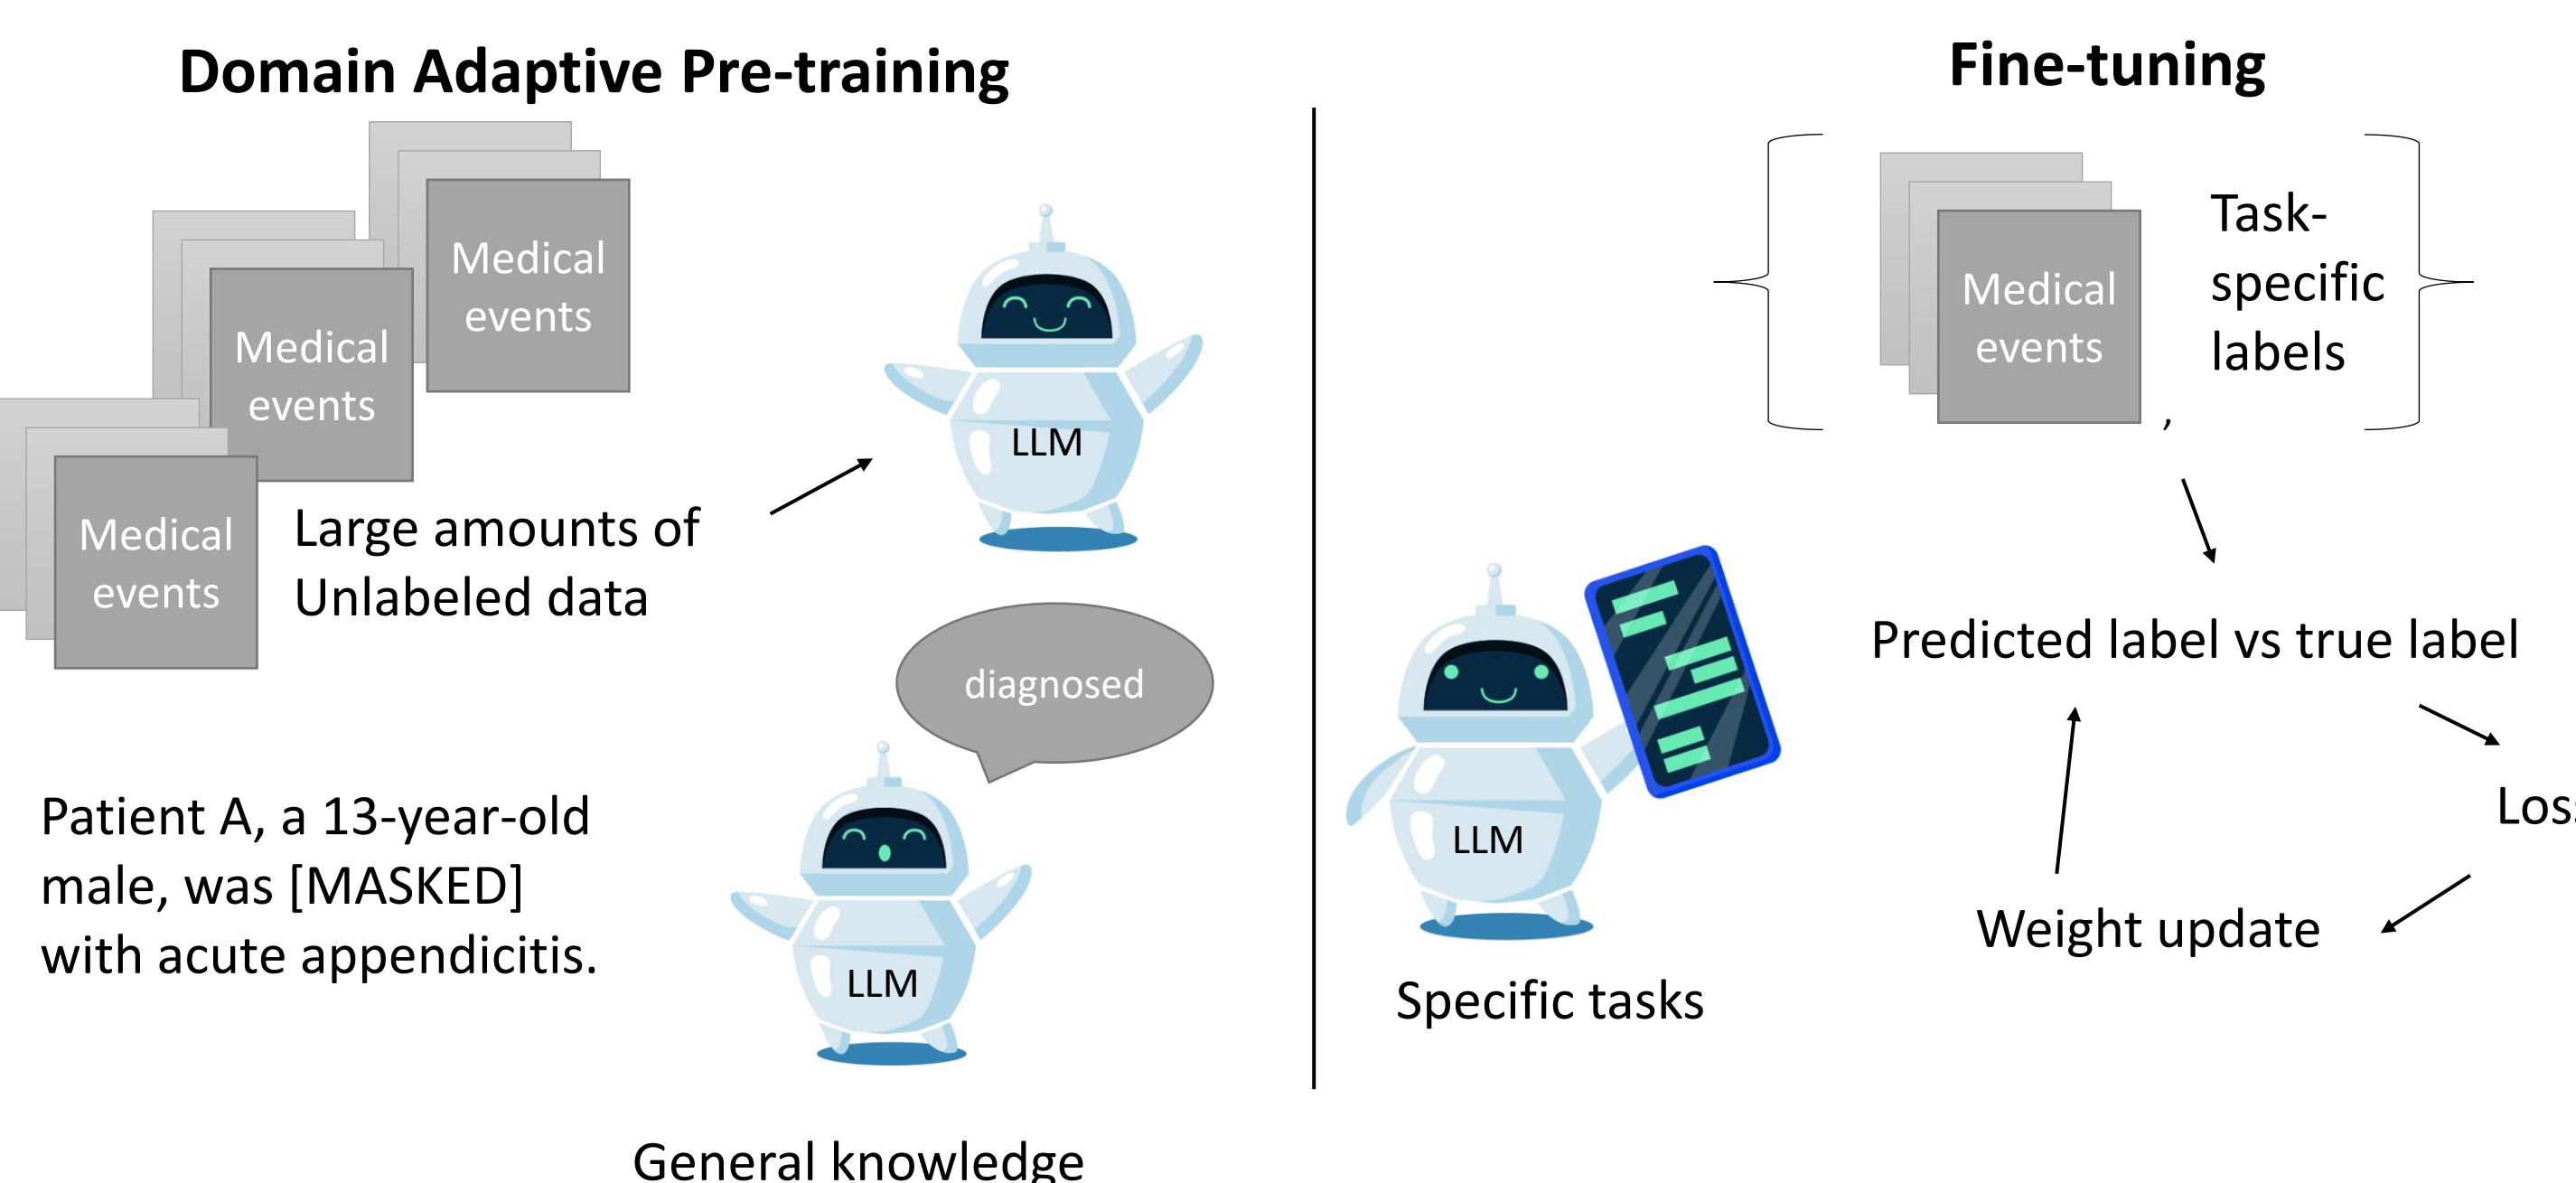 Domain Adaptive Pre-training
Medical
events
Medical
events
Medical
events
Large amounts of
Unlabeled data
LLM
diagnosed
Patient A, a 13-year-old
male, was [MASKED]
with acute appendicitis.
LLM
General knowledge
Fine-tuning
Medical
events
,
Task-
specific
labels
Predicted label vs true label
Weight update
LLM
Specific tasks